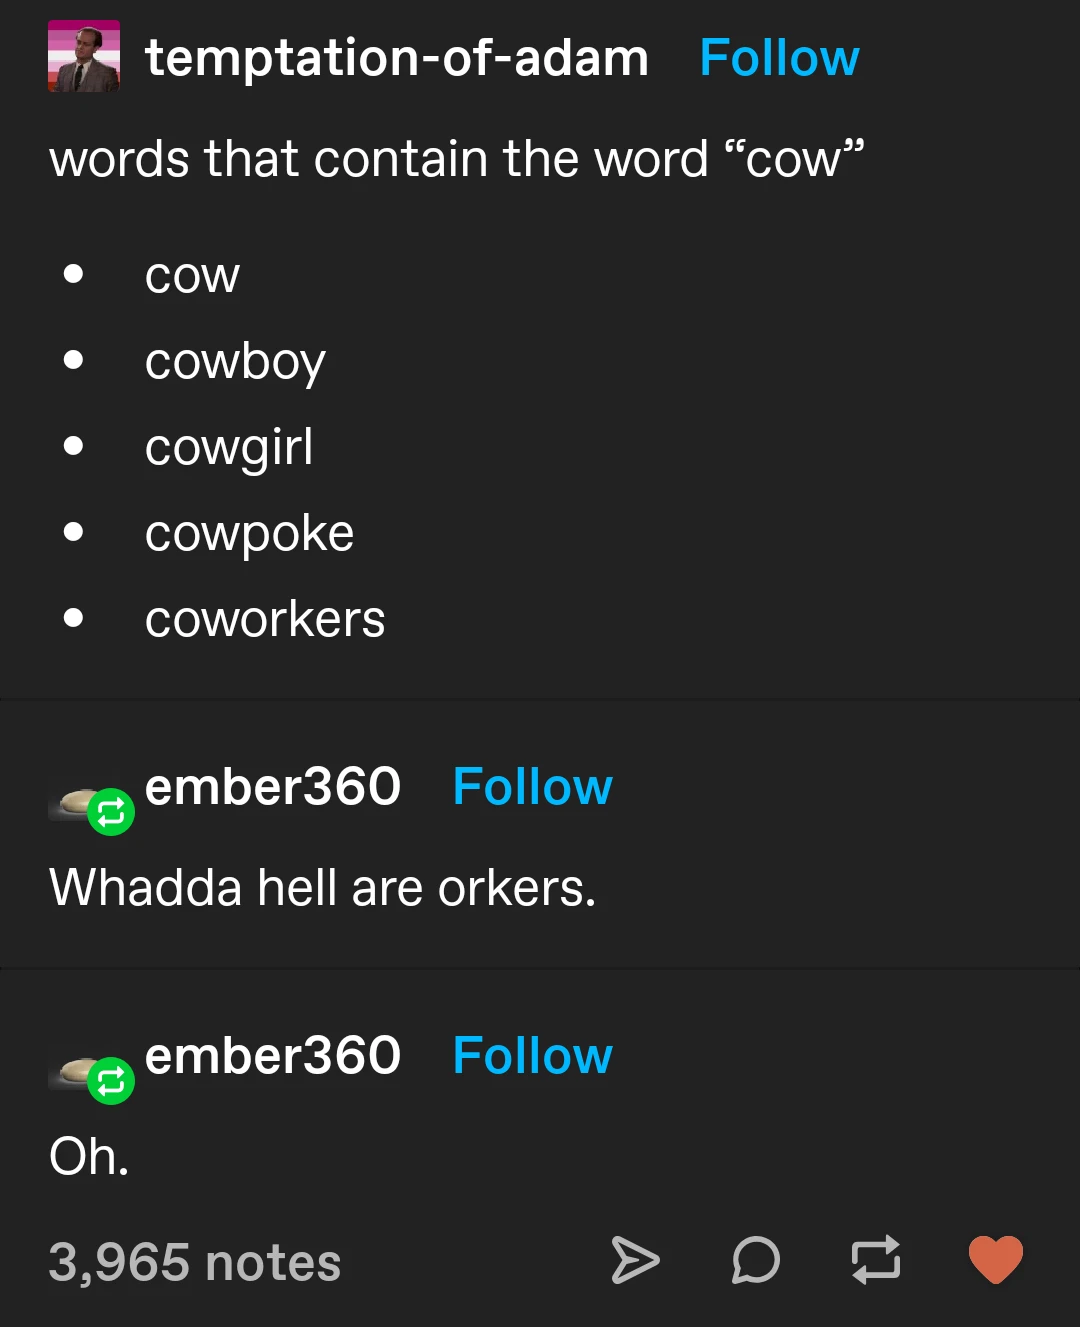 temptation-of-adam Follow
words that contain the word “cow”
• cow
• cowboy
• cowgirl
• cowpoke
• coworkers
ember360 Follow
Whadda hell are orkers.
ember360 Follow
Oh.
3,965 notes